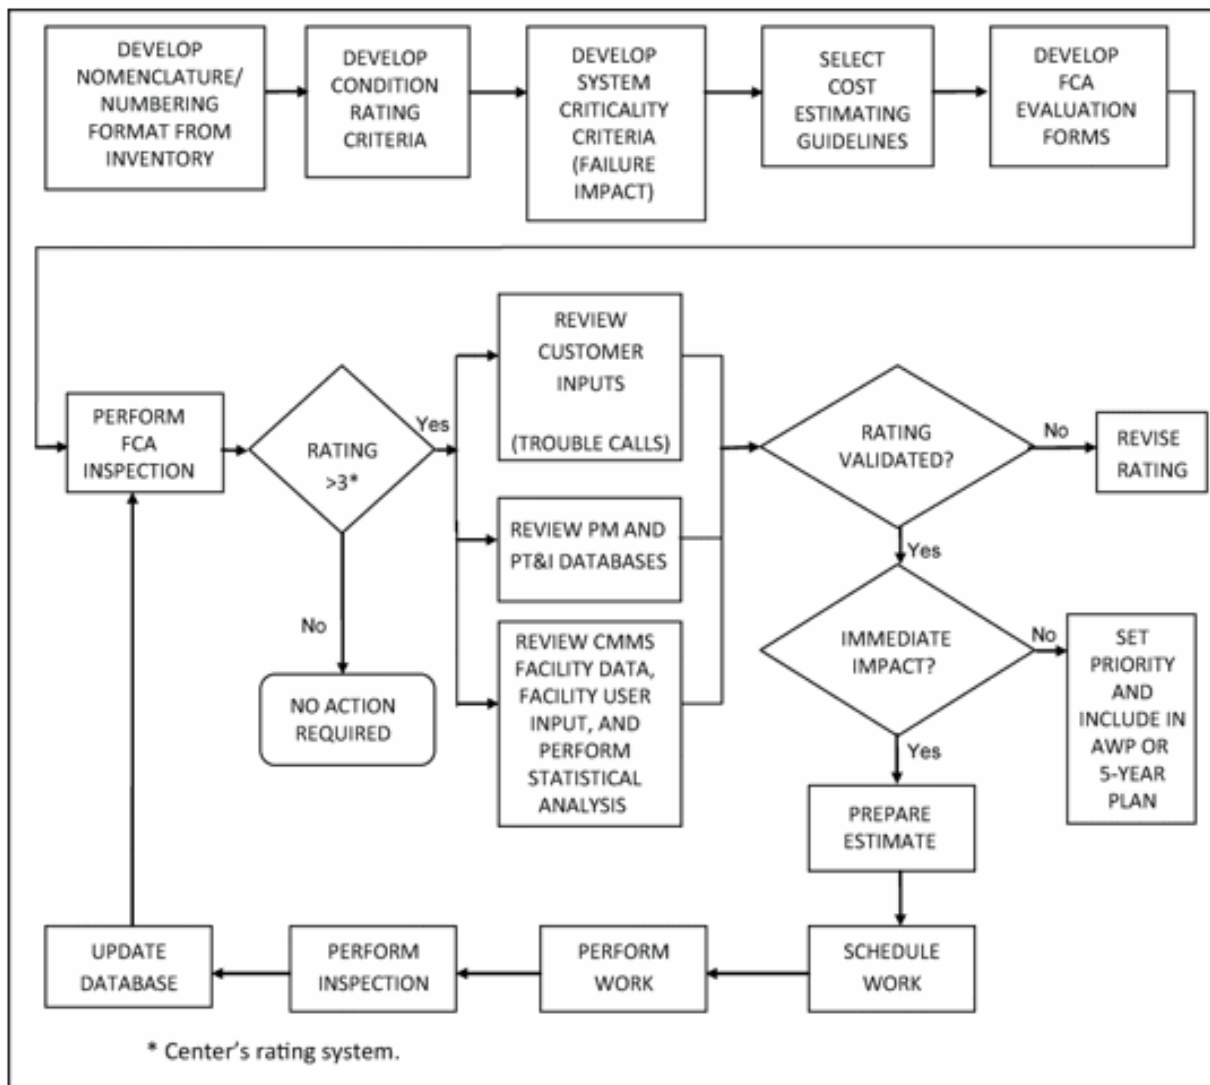 DEVELOP
NOMENCLATURE/
NUMBERING
FORMAT FROM
INVENTORY
DEVELOP
CONDITION
RATING
CRITERIA
DEVELOP
SYSTEM
CRITICALITY
CRITERIA
(FAILURE
IMPACT)
SELECT
COST
ESTIMATING
GUIDELINES
DEVELOP
FCA
EVALUATION
FORMS
PERFORM
FCA
INSPECTION
RATING
>3*
Yes
No
NO ACTION
REQUIRED
REVIEW
CUSTOMER
INPUTS
(TROUBLE CALLS)
REVIEW PM AND
PT&I DATABASES
REVIEW CMMS
FACILITY DATA,
FACILITY USER
INPUT, AND
PERFORM
STATISTICAL
ANALYSIS
RATING
VALIDATED?
No
REVISE
RATING
Yes
IMMEDIATE
IMPACT?
No
SET
PRIORITY
AND
INCLUDE IN
AWP OR
5-YEAR
PLAN
Yes
PREPARE
ESTIMATE
SCHEDULE
WORK
PERFORM
WORK
PERFORM
INSPECTION
UPDATE
DATABASE
* Center's rating system.